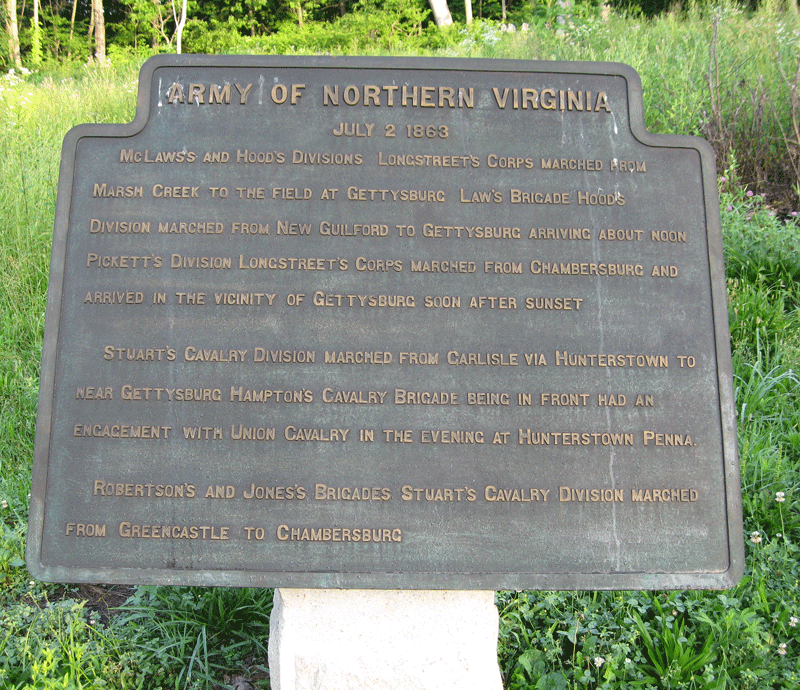 ARMY OF NORTHERN VIRGINIA
JULY 2 1863
McLAWS'S AND HOOD'S DIVISIONS LONGSTREET'S CORPS MARCHED FROM
MARSH CREEK TO THE FIELD AT GETTYSBURG LAW'S BRIGADE HOOD'S
DIVISION MARCHED FROM NEW GUILFORD TO GETTYSBURG ARRIVING ABOUT NOON
PICKETT'S DIVISION LONGSTREET'S CORPS MARCHED FROM CHAMBERSBURG AND
ARRIVED IN THE VICINITY OF GETTYSBURG SOON AFTER SUNSET
STUART'S CAVALRY DIVISION MARCHED FROM CARLISLE VIA HUNTERSTOWN TO
NEAR GETTYSBURG HAMPTON'S CAVALRY BRIGADE BEING IN FRONT HAD AN
ENGAGEMENT WITH UNION CAVALRY IN THE EVENING AT HUNTERSTOWN PENNA.
ROBERTSON'S AND JONES'S BRIGADES STUART'S CAVALRY DIVISION MARCHED
FROM GREENCASTLE TO CHAMBERSBURG